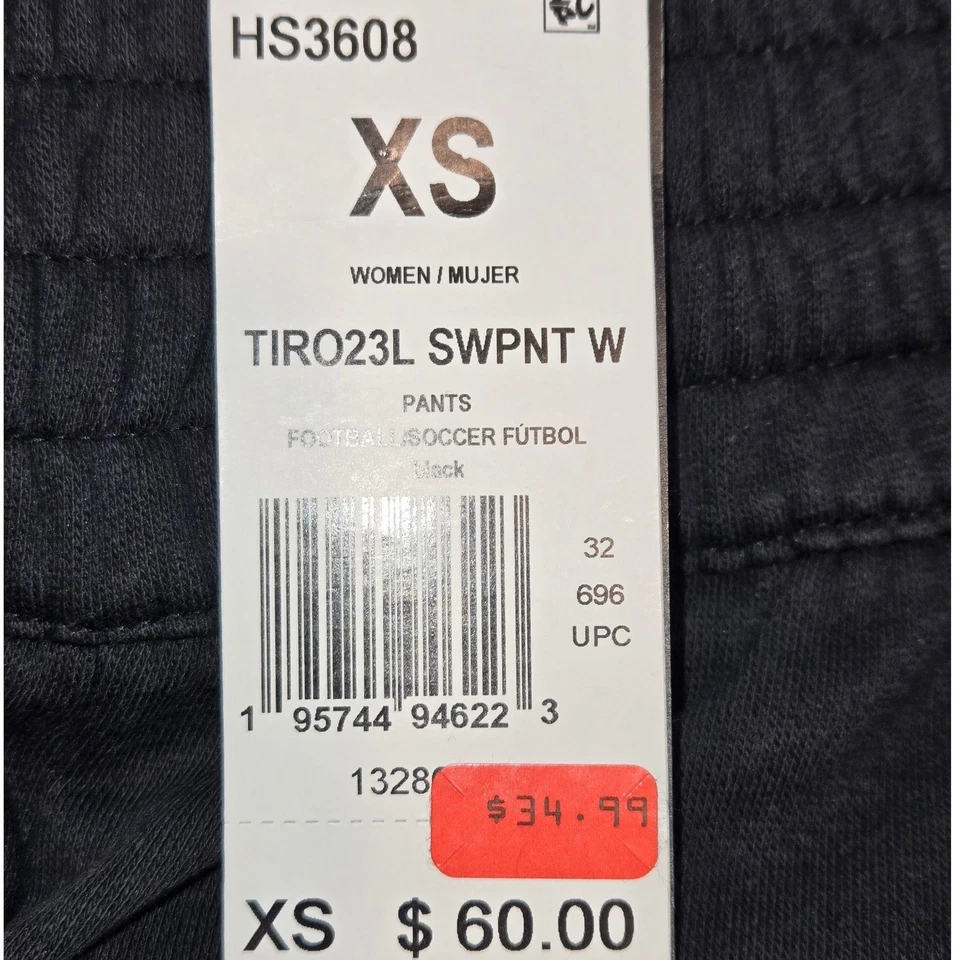 HS3608
XS
WOMEN / MUJER
TIRO23L SWPNT W
PANTS
FOOTBALL/SOCCER FÚTBOL
black
32
696
UPC
1 95744 94622 3
1328
$34.99
XS $ 60.00